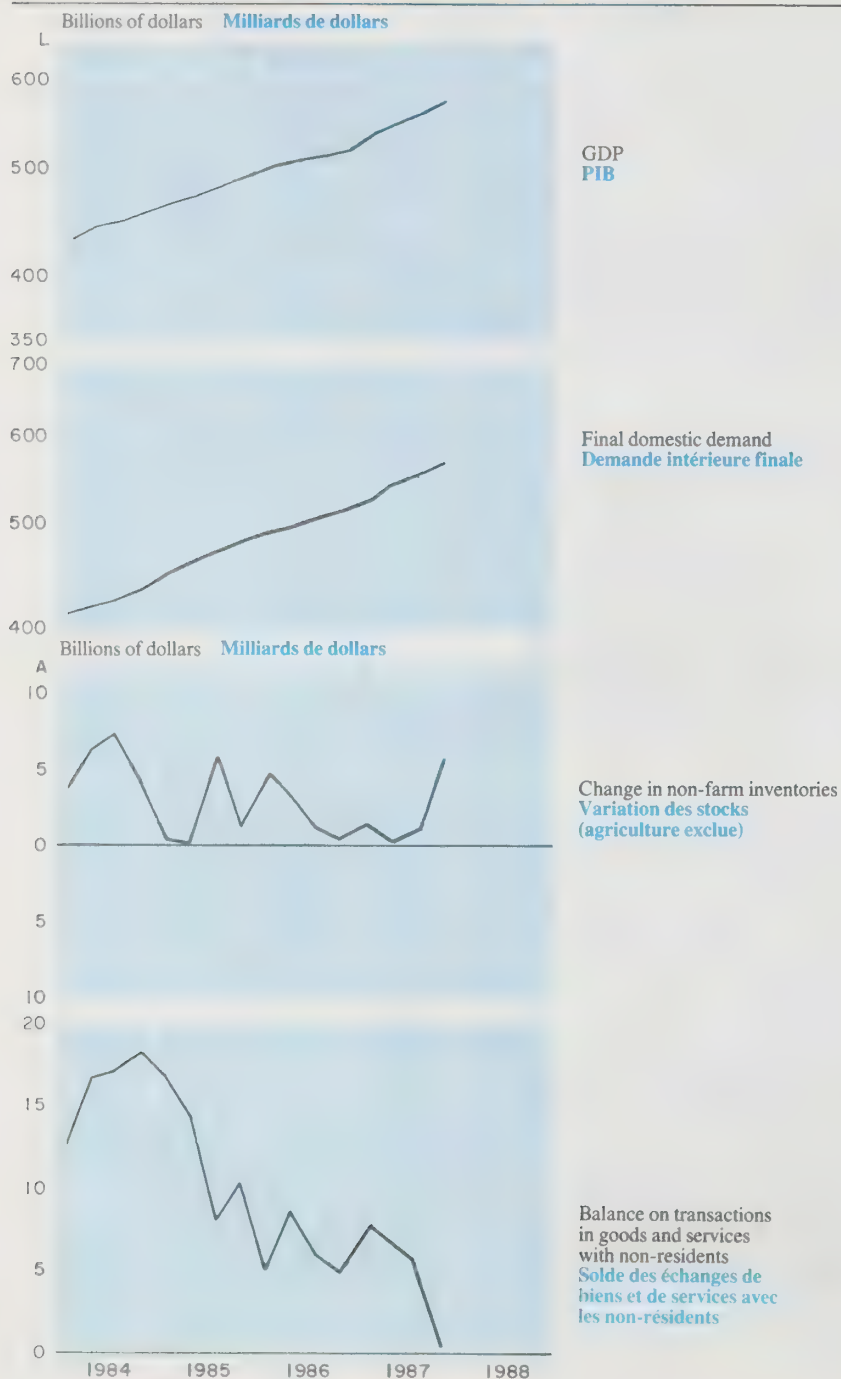 Billions of dollars Milliards de dollars
L
600
500
400
350
GDP
PIB
700
600
500
400
Final domestic demand
Demande intérieure finale
Billions of dollars Milliards de dollars
A
10
5
0
5
10
Change in non-farm inventories
Variation des stocks
(agriculture exclue)
20
15
10
5
0
Balance on transactions
in goods and services
with non-residents
Solde des échanges de
biens et de services avec
les non-résidents
1984 1985 1986 1987 1988